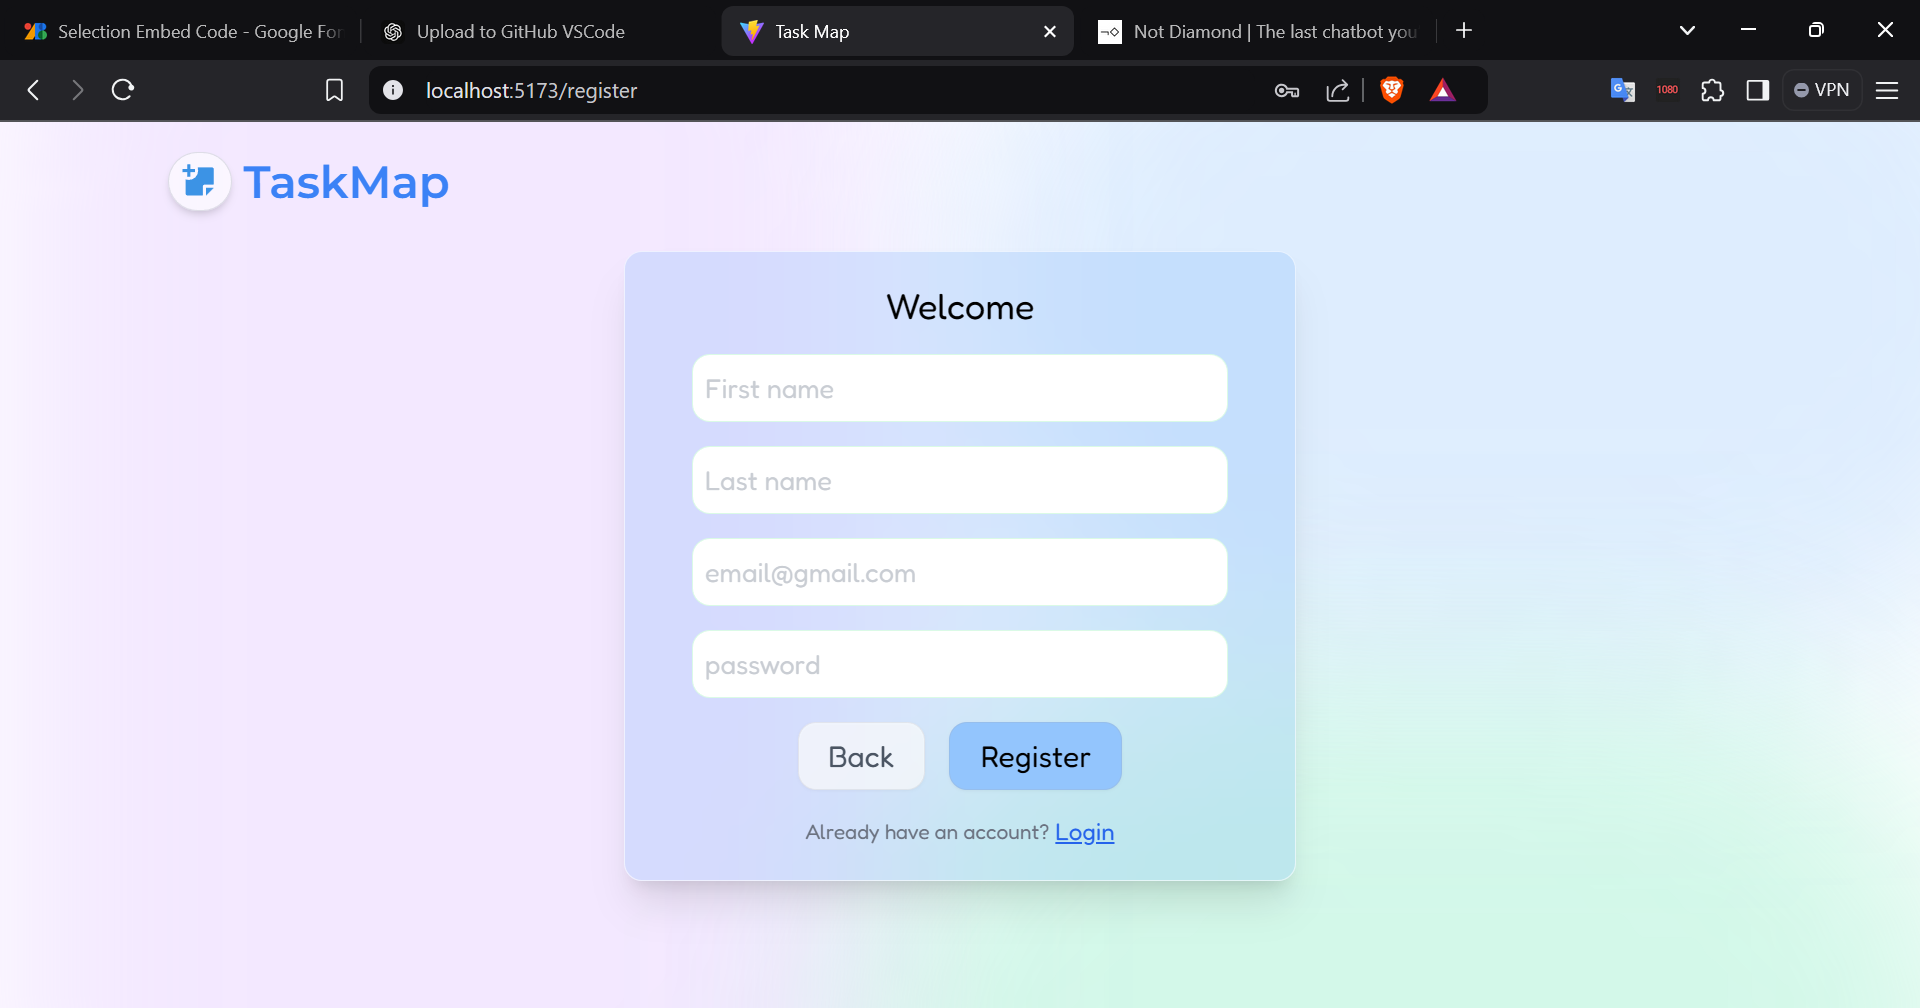 Selection Embed Code - Google For
Upload to GitHub VSCode
Task Map
Not Diamond | The last chatbot you
localhost:5173/register
1080
VPN
TaskMap
Welcome
First name
Last name
email@gmail.com
password
Back
Register
Already have an account? Login